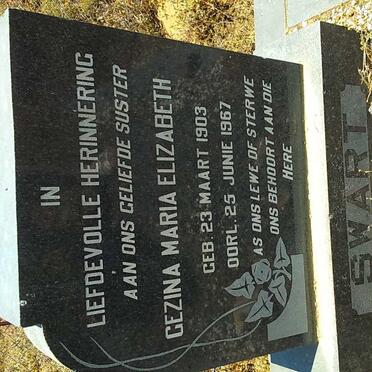 IN
LIEFDEVOLLE HERINNERING
AAN ONS GELIEFDE SUSTER
GEZINA MARIA ELIZABETH
GEB. 23 MAART 1903
OORL. 25 JUNIE 1967
AS ONS LEWE OF STERWE
ONS BEHOORT AAN DIE
HERE
SWART